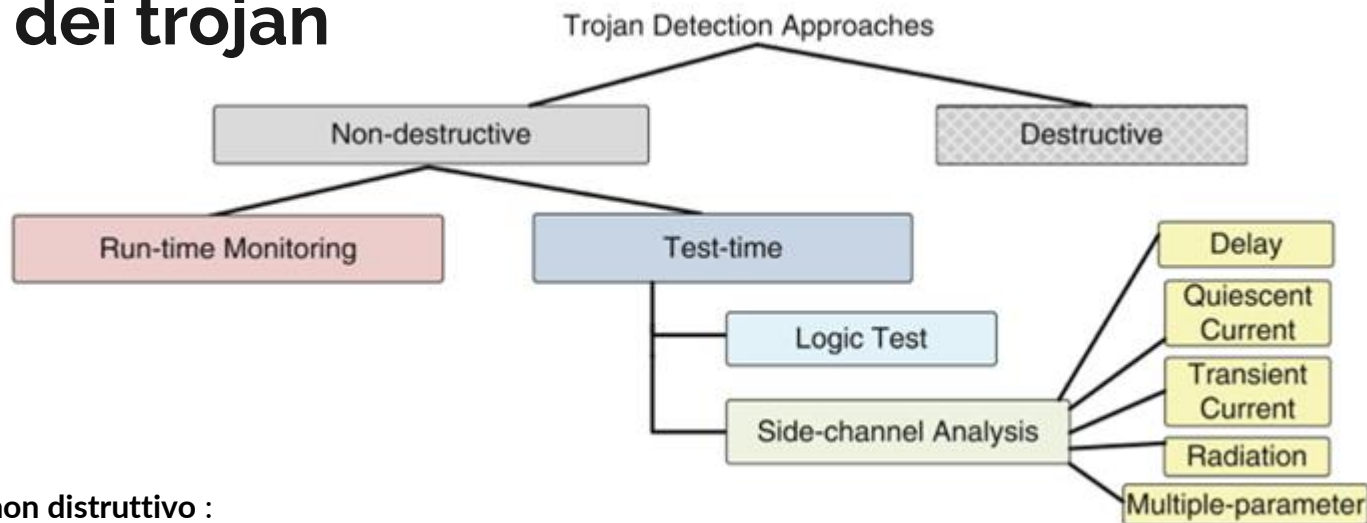 dei trojan
Trojan Detection Approaches
Non-destructive
Destructive
Run-time Monitoring
Test-time
Delay
Quiescent
Current
Logic Test
Transient
Current
Side-channel Analysis
Radiation
Multiple-parameter
non distruttivo :